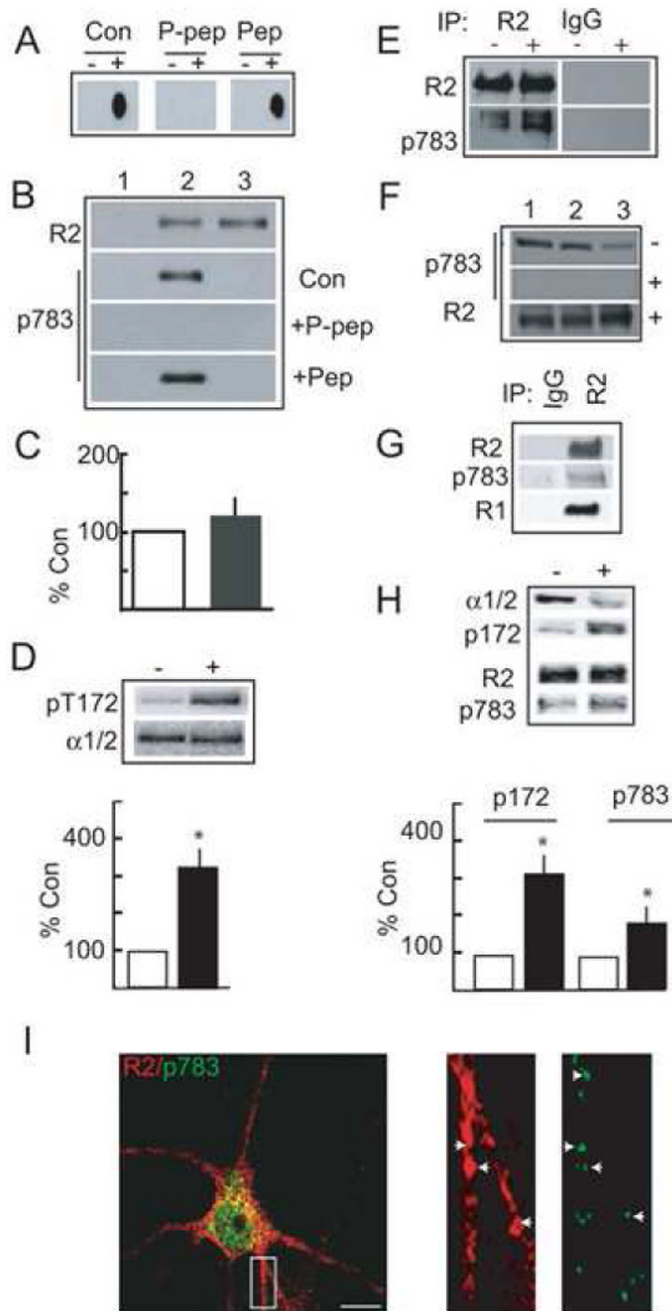 A
Con P-pep Pep
- + - + - +
B
1 2 3
R2
p783
Con
+P-pep
+Pep
C
200
100
% Con
D
- +
pT172
α1/2
400
100
% Con
*
E
IP: R2 IgG
- + - +
R2
p783
F
1 2 3
p783
-
+
R2
+
G
IP: IgG R2
R2
p783
R1
H
- +
α1/2
p172
R2
p783
p172 p783
400
100
% Con
*
*
I
R2/p783